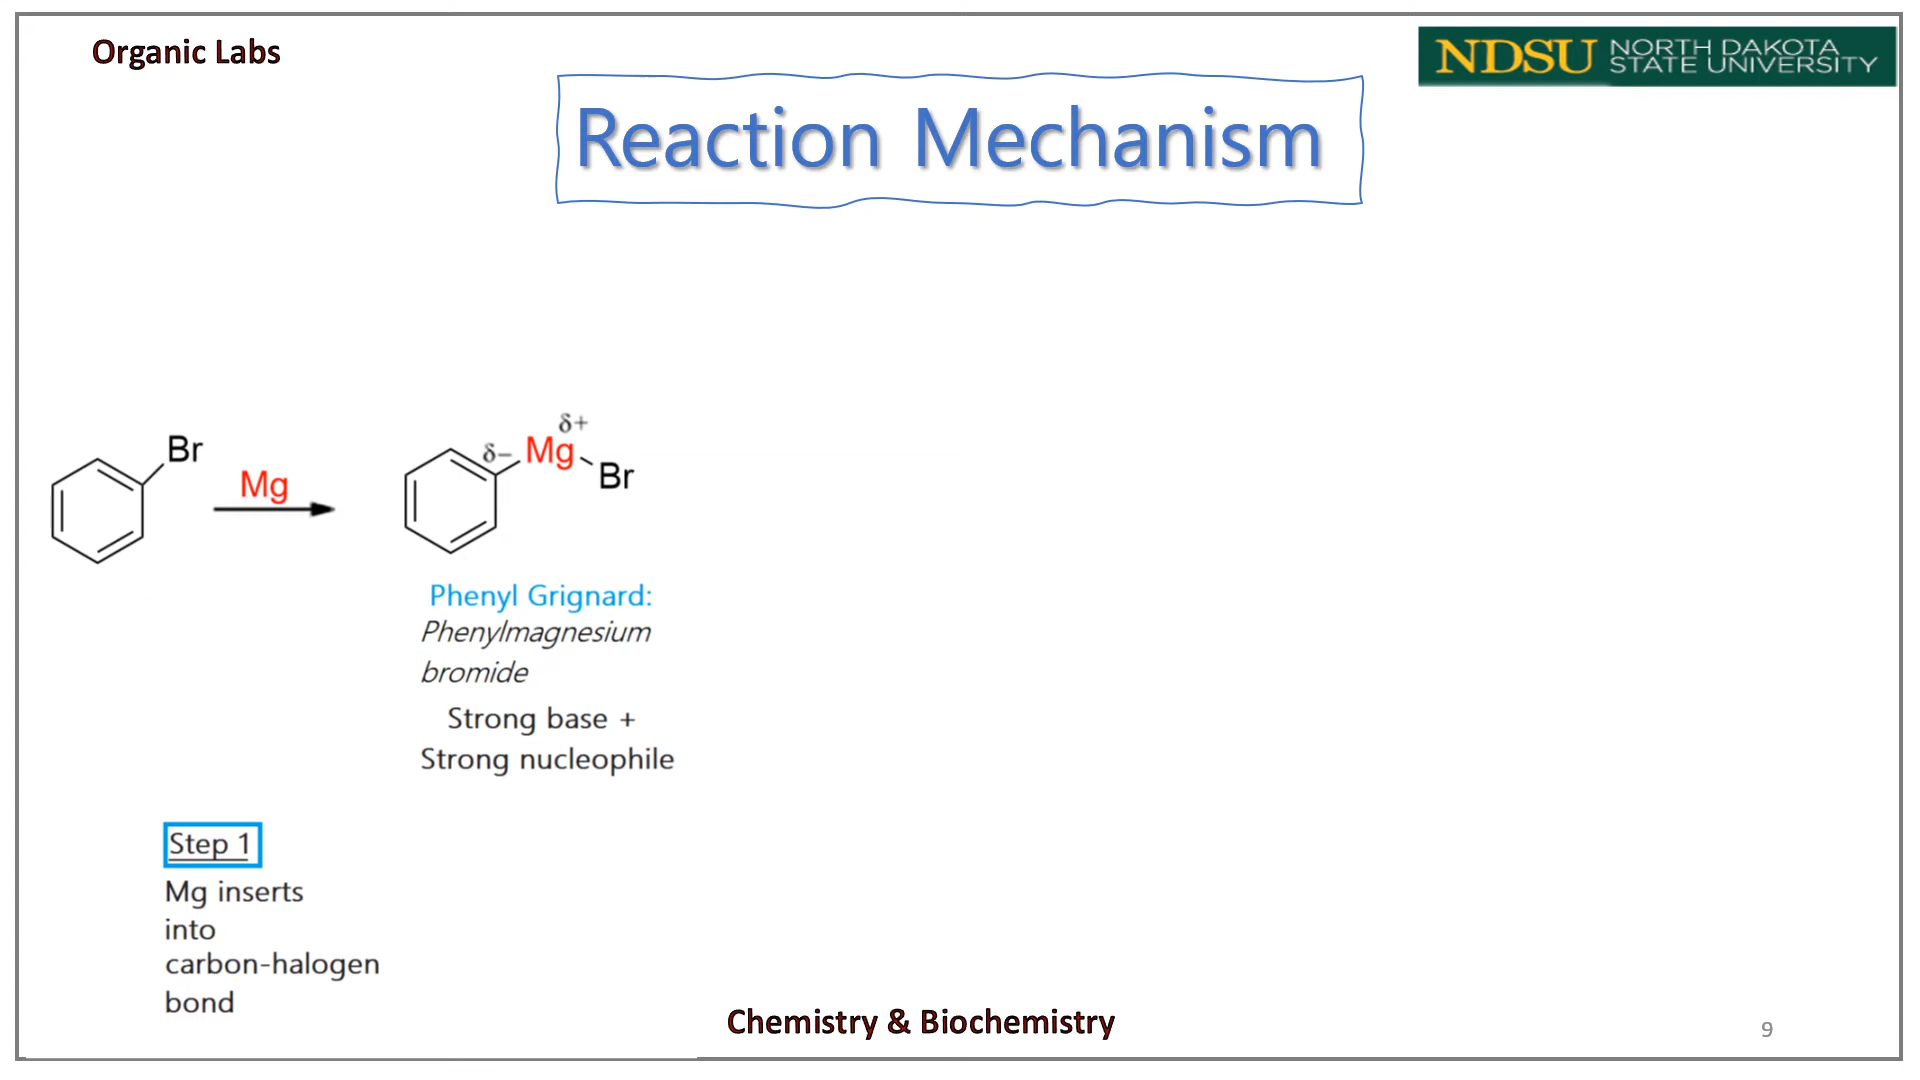 Organic Labs
NDSU NORTH DAKOTA
STATE UNIVERSITY
Reaction Mechanism
Br
Mg
δ−
Mg
δ+
Br
Phenyl Grignard:
Phenylmagnesium
bromide
Strong base +
Strong nucleophile
Step 1
Mg inserts
into
carbon-halogen
bond
Chemistry & Biochemistry
9